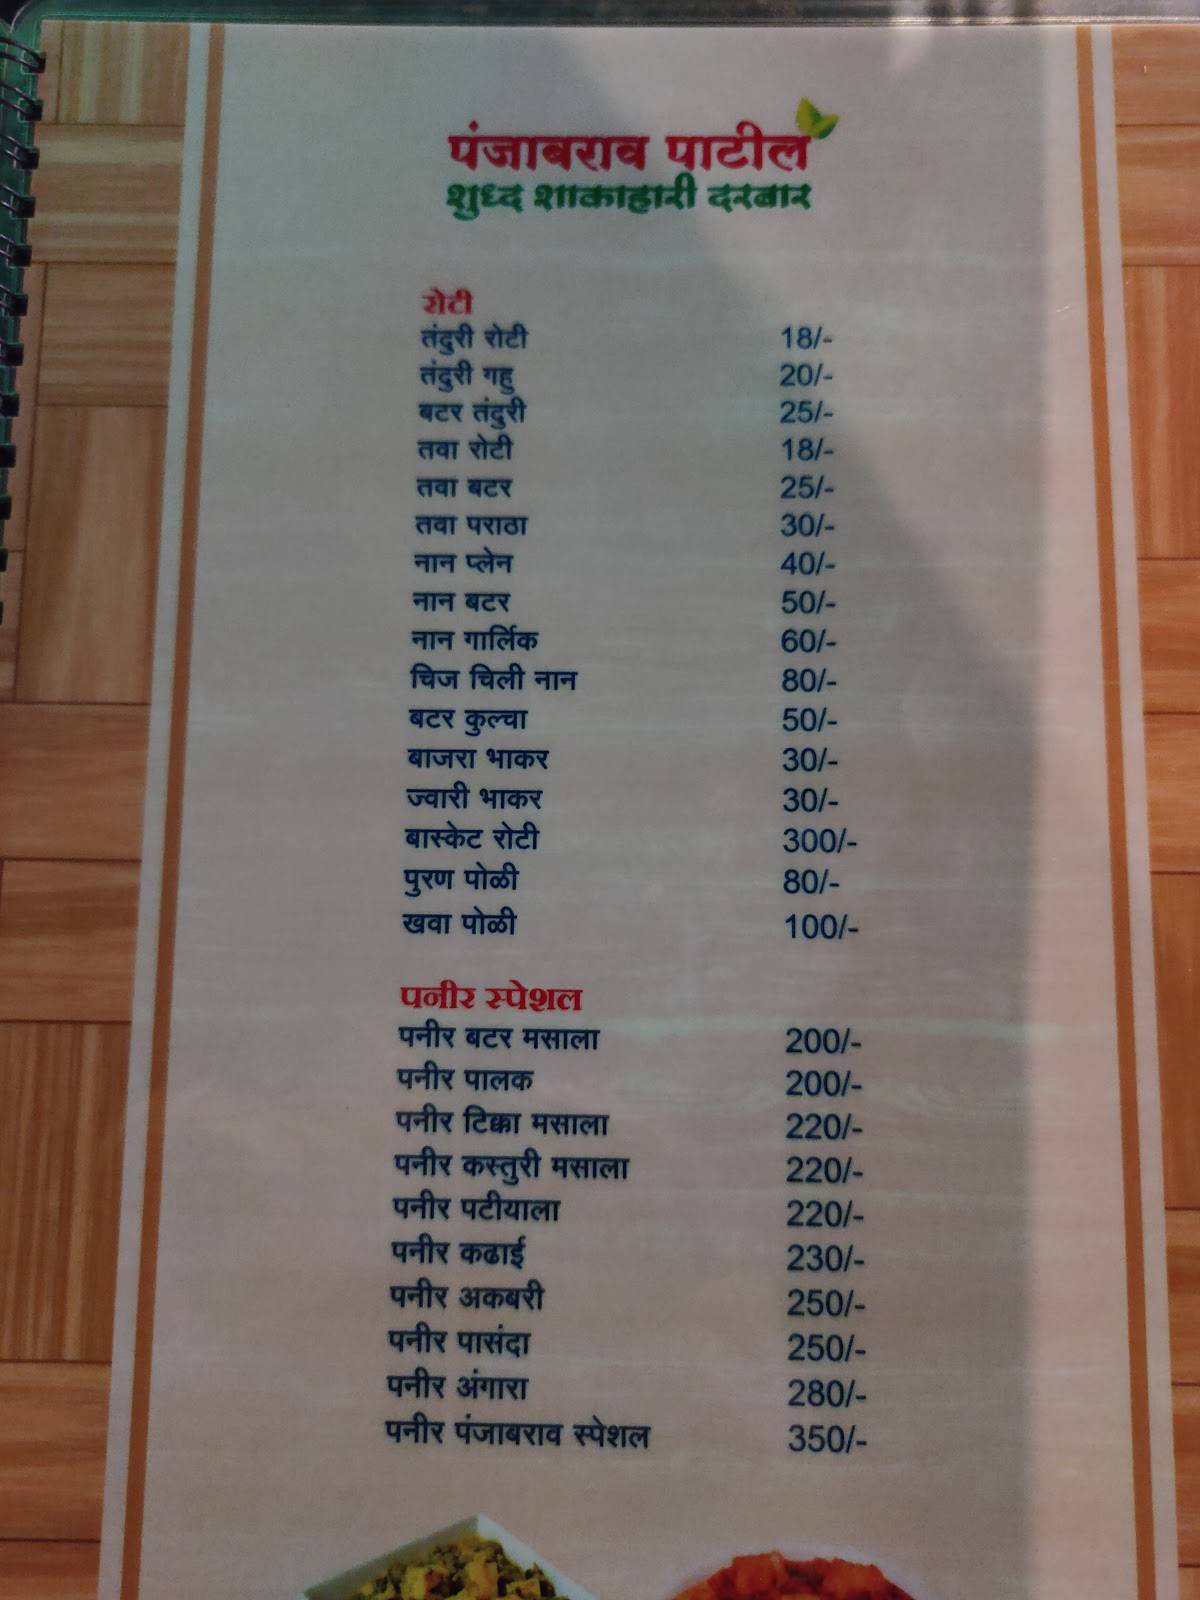 पंजाबराव पाटील
शुध्द शाकाहारी दरबार
रोटी
तंदुरी रोटी 18/-
तंदुरी गहु 20/-
बटर तंदुरी 25/-
तवा रोटी 18/-
तवा बटर 25/-
तवा पराठा 30/-
नान प्लेन 40/-
नान बटर 50/-
नान गार्लिक 60/-
चिज चिली नान 80/-
बटर कुल्चा 50/-
बाजरा भाकर 30/-
ज्वारी भाकर 30/-
बास्केट रोटी 300/-
पुरण पोळी 80/-
खवा पोळी 100/-
पनीर स्पेशल
पनीर बटर मसाला 200/-
पनीर पालक 200/-
पनीर टिक्का मसाला 220/-
पनीर कस्तुरी मसाला 220/-
पनीर पटीयाला 220/-
पनीर कढाई 230/-
पनीर अकबरी 250/-
पनीर पासंदा 250/-
पनीर अंगारा 280/-
पनीर पंजाबराव स्पेशल 350/-